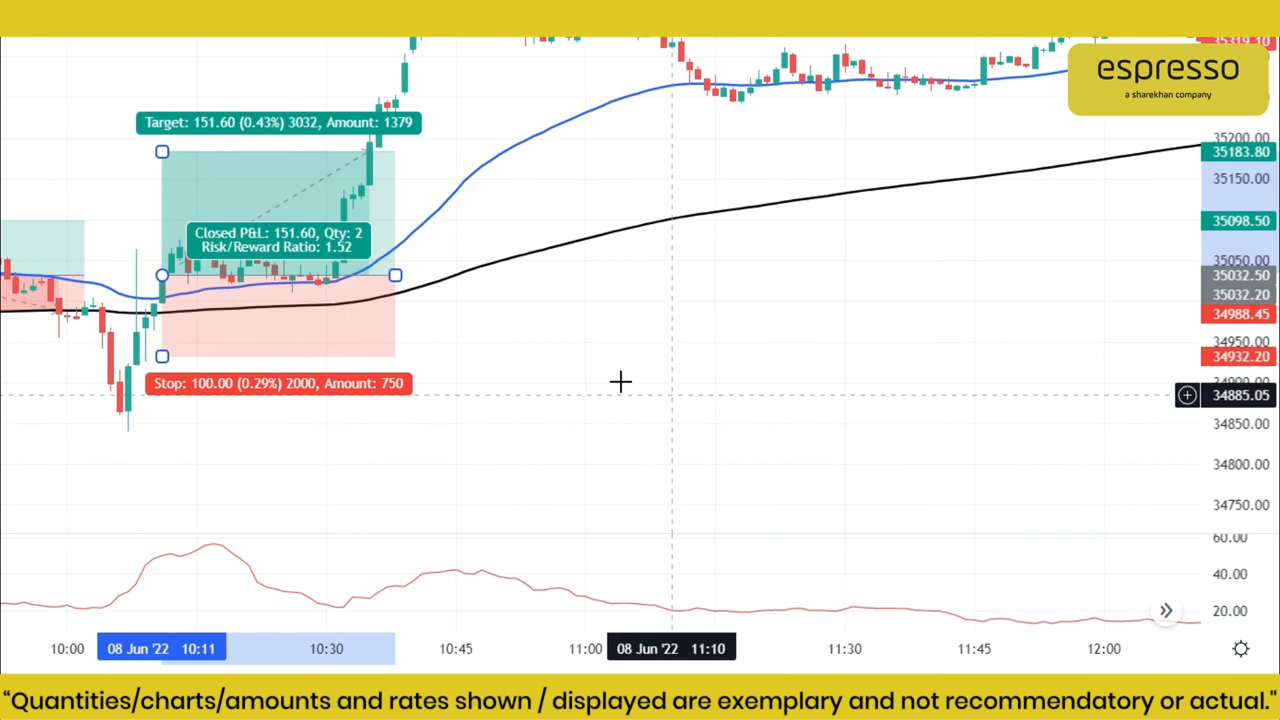 35319.10
espresso
a sharekhan company
Target: 151.60 (0.43%) 3032, Amount: 1379
35200.00
35183.80
35150.00
Closed P&L: 151.60, Qty: 2
Risk/Reward Ratio: 1.52
35098.50
35050.00
35032.50
35032.20
34988.45
34950.00
34932.20
Stop: 100.00 (0.29%) 2000, Amount: 750
34900.00
34885.05
34850.00
34800.00
34750.00
60.00
40.00
20.00
10:00 08 Jun '22 10:11 10:30 10:45 11:00 08 Jun '22 11:10 11:30 11:45 12:00
“Quantities/charts/amounts and rates shown / displayed are exemplary and not recommendatory or actual."